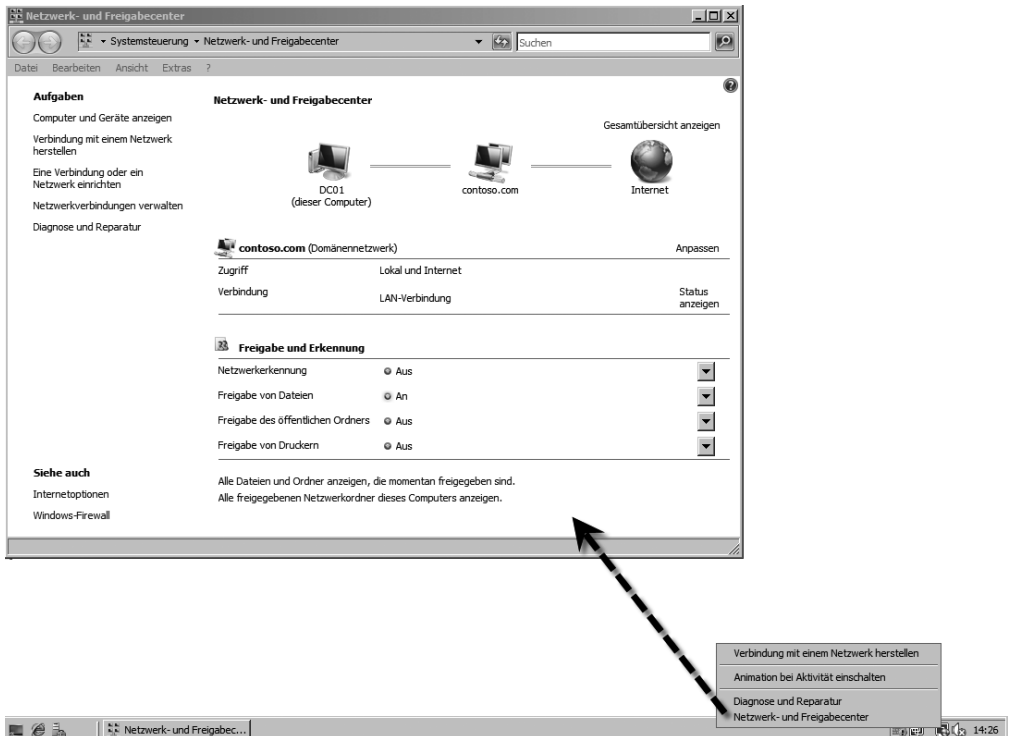 Netzwerk- und Freigabecenter
Systemsteuerung Netzwerk- und Freigabecenter
Suchen
Datei Bearbeiten Ansicht Extras ?
Aufgaben
Computer und Geräte anzeigen
Verbindung mit einem Netzwerk
herstellen
Eine Verbindung oder ein
Netzwerk einrichten
Netzwerkverbindungen verwalten
Diagnose und Reparatur
Siehe auch
Internetoptionen
Windows-Firewall
Netzwerk- und Freigabecenter
Gesamtübersicht anzeigen
DC01
(dieser Computer)
contoso.com
Internet
contoso.com (Domänennetzwerk) Anpassen
Zugriff Lokal und Internet
Verbindung LAN-Verbindung Status
anzeigen
Freigabe und Erkennung
Netzwerkerkennung Aus
Freigabe von Dateien An
Freigabe des öffentlichen Ordners Aus
Freigabe von Druckern Aus
Alle Dateien und Ordner anzeigen, die momentan freigegeben sind.
Alle freigegebenen Netzwerkordner dieses Computers anzeigen.
Verbindung mit einem Netzwerk herstellen
Animation bei Aktivität einschalten
Diagnose und Reparatur
Netzwerk- und Freigabecenter
Netzwerk- und Freigabec... 14:26